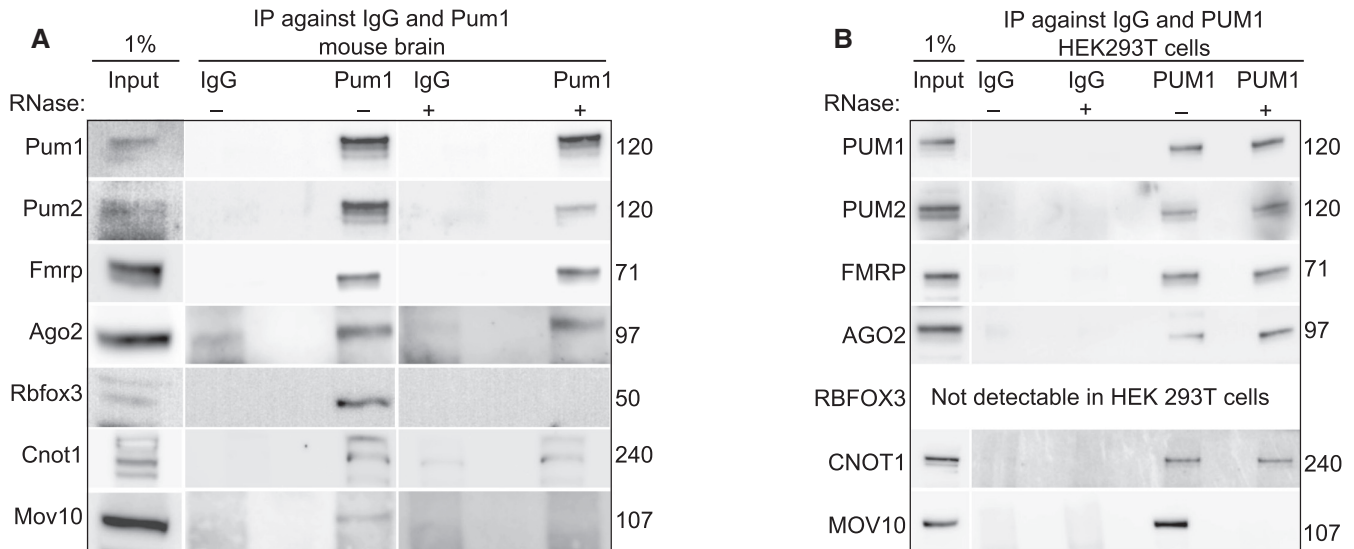 A
IP against IgG and Pum1
mouse brain
1%
Input IgG Pum1 IgG Pum1
RNase: – – + +
Pum1 120
Pum2 120
Fmrp 71
Ago2 97
Rbfox3 50
Cnot1 240
Mov10 107
B
IP against IgG and PUM1
HEK293T cells
1%
Input IgG IgG PUM1 PUM1
RNase: – + – +
PUM1 120
PUM2 120
FMRP 71
AGO2 97
RBFOX3 Not detectable in HEK 293T cells
CNOT1 240
MOV10 107